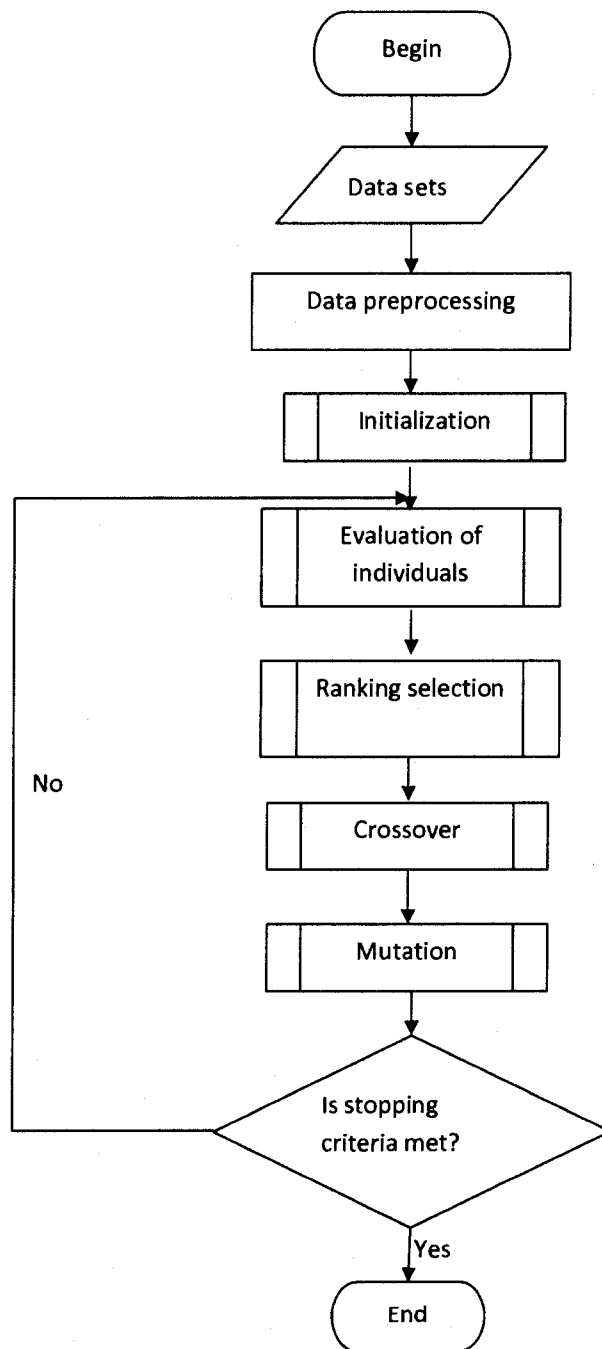 Begin
Data sets
Data preprocessing
Initialization
Evaluation of
individuals
Ranking selection
No
Crossover
Mutation
Is stopping
criteria met?
Yes
End